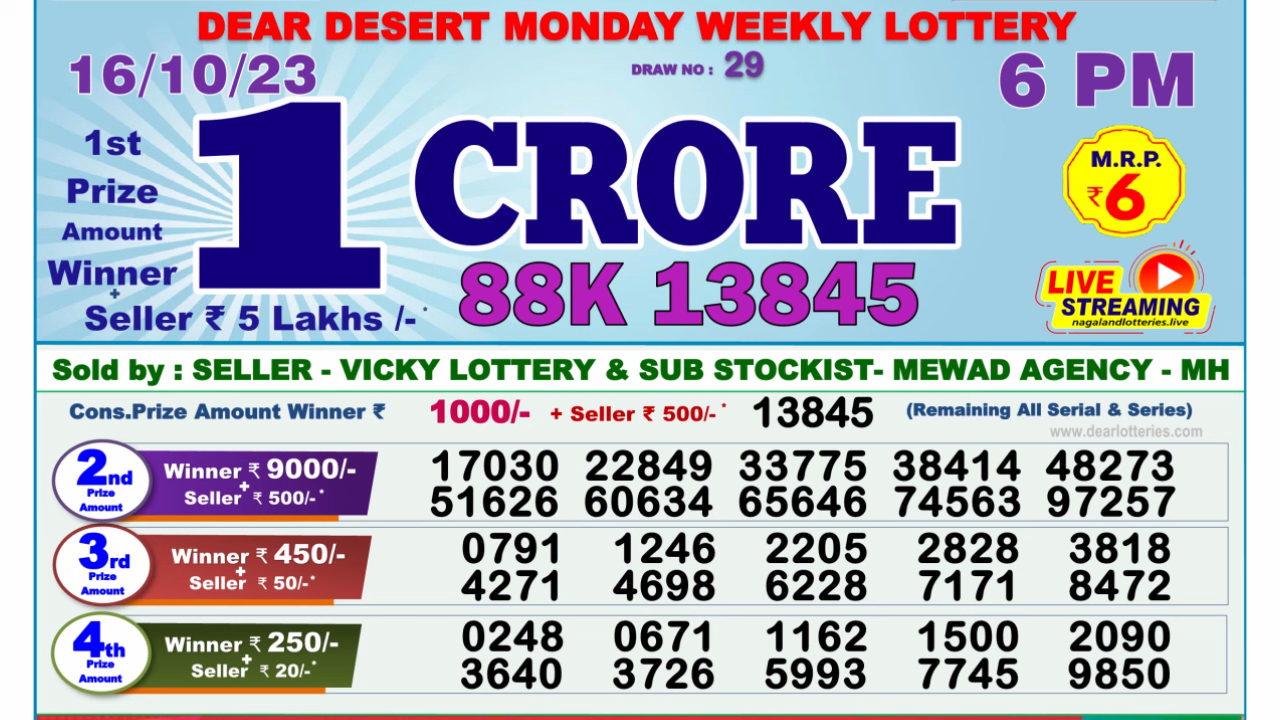 DEAR DESERT MONDAY WEEKLY LOTTERY
16/10/23
DRAW NO : 29
6 PM
1st
Prize
Amount
Winner
+
Seller ₹ 5 Lakhs /-*
1 CRORE
88K 13845
M.R.P.
₹6
LIVE
STREAMING
nagalandlotteries.live
Sold by : SELLER - VICKY LOTTERY & SUB STOCKIST- MEWAD AGENCY - MH
Cons.Prize Amount Winner ₹ 1000/- + Seller ₹ 500/-* 13845 (Remaining All Serial & Series)
www.dearlotteries.com
2nd
Prize
Amount
Winner ₹ 9000/-
+
Seller ₹ 500/-*
17030 22849 33775 38414 48273
51626 60634 65646 74563 97257
3rd
Prize
Amount
Winner ₹ 450/-
+
Seller ₹ 50/-*
0791 1246 2205 2828 3818
4271 4698 6228 7171 8472
4th
Prize
Amount
Winner ₹ 250/-
+
Seller ₹ 20/-*
0248 0671 1162 1500 2090
3640 3726 5993 7745 9850